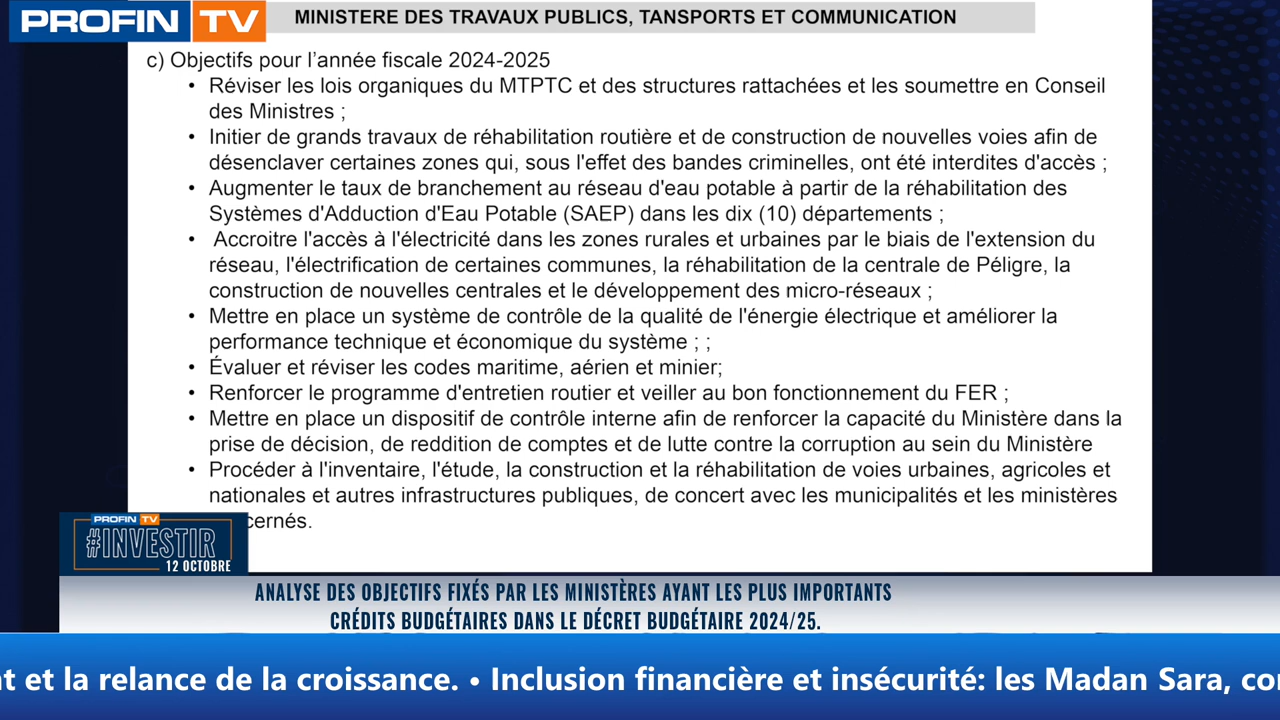 PROFIN TV
MINISTERE DES TRAVAUX PUBLICS, TANSPORTS ET COMMUNICATION
c) Objectifs pour l'année fiscale 2024-2025
• Réviser les lois organiques du MTPTC et des structures rattachées et les soumettre en Conseil
des Ministres ;
• Initier de grands travaux de réhabilitation routière et de construction de nouvelles voies afin de
désenclaver certaines zones qui, sous l'effet des bandes criminelles, ont été interdites d'accès ;
• Augmenter le taux de branchement au réseau d'eau potable à partir de la réhabilitation des
Systèmes d'Adduction d'Eau Potable (SAEP) dans les dix (10) départements ;
• Accroitre l'accès à l'électricité dans les zones rurales et urbaines par le biais de l'extension du
réseau, l'électrification de certaines communes, la réhabilitation de la centrale de Péligre, la
construction de nouvelles centrales et le développement des micro-réseaux ;
• Mettre en place un système de contrôle de la qualité de l'énergie électrique et améliorer la
performance technique et économique du système ; ;
• Évaluer et réviser les codes maritime, aérien et minier;
• Renforcer le programme d'entretien routier et veiller au bon fonctionnement du FER ;
• Mettre en place un dispositif de contrôle interne afin de renforcer la capacité du Ministère dans la
prise de décision, de reddition de comptes et de lutte contre la corruption au sein du Ministère
• Procéder à l'inventaire, l'étude, la construction et la réhabilitation de voies urbaines, agricoles et
nationales et autres infrastructures publiques, de concert avec les municipalités et les ministères
cernés.
PROFIN TV
#INVESTIR
12 OCTOBRE
ANALYSE DES OBJECTIFS FIXÉS PAR LES MINISTÈRES AYANT LES PLUS IMPORTANTS
CRÉDITS BUDGÉTAIRES DANS LE DÉCRET BUDGÉTAIRE 2024/25.
t et la relance de la croissance. • Inclusion financière et insécurité: les Madan Sara, co